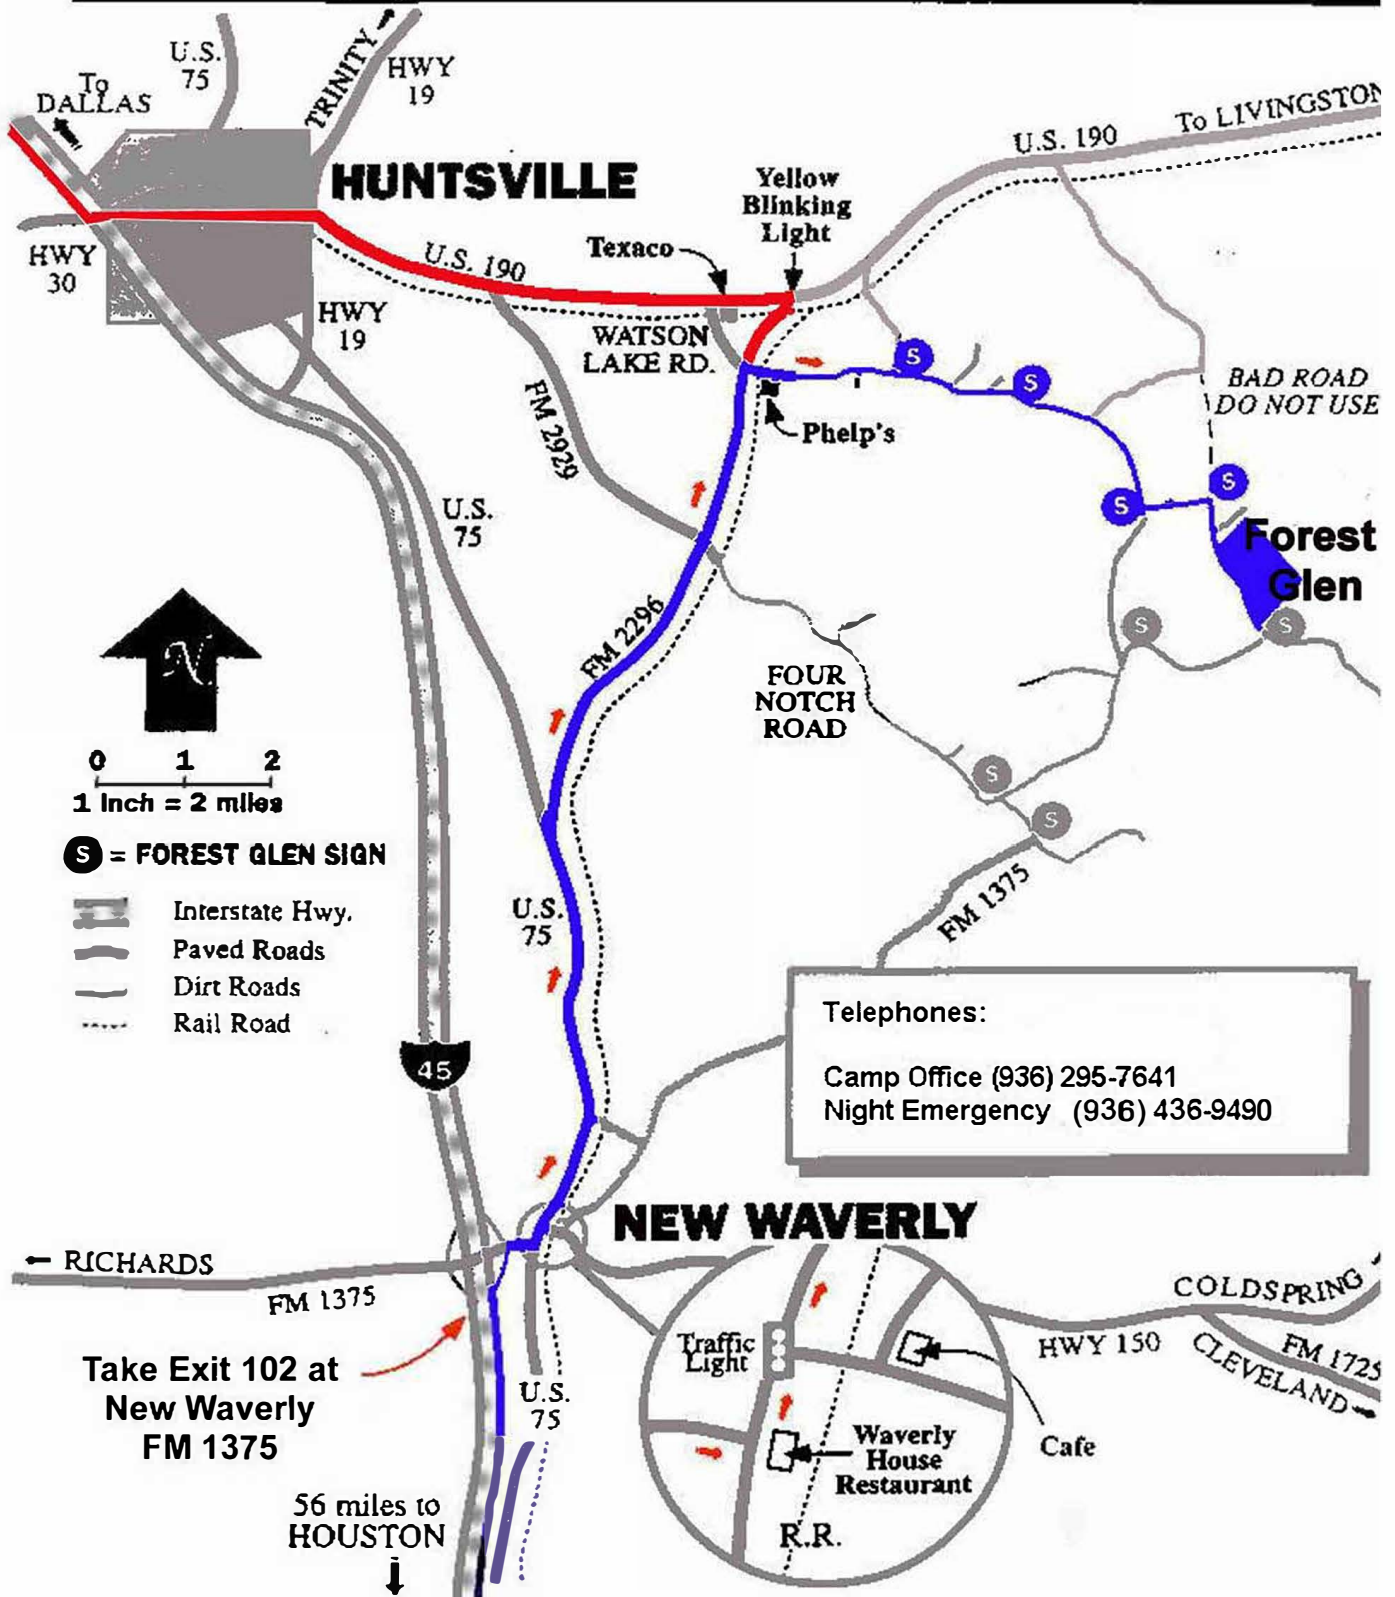 U.S.
75
TRINITY
HWY
19
To
DALLAS
To LIVINGSTON
U.S. 190
HUNTSVILLE
Yellow
Blinking
Light
Texaco
HWY
30
U.S. 190
HWY
19
WATSON
LAKE RD.
S
S
BAD ROAD
DO NOT USE
FM 2929
Phelp's
S
S
U.S.
75
Forest
Glen
N
FM 2296
S
S
FOUR
NOTCH
ROAD
0 1 2
1 Inch = 2 miles
S
S
S = FOREST GLEN SIGN
FM 1375
Interstate Hwy.
Paved Roads
Dirt Roads
Rail Road
U.S.
75
Telephones:
Camp Office (936) 295-7641
Night Emergency (936) 436-9490
45
NEW WAVERLY
RICHARDS
FM 1375
COLDSPRING
HWY 150
FM 1725
CLEVELAND
Traffic
Light
Take Exit 102 at
New Waverly
FM 1375
U.S.
75
Cafe
Waverly
House
Restaurant
R.R.
56 miles to
HOUSTON